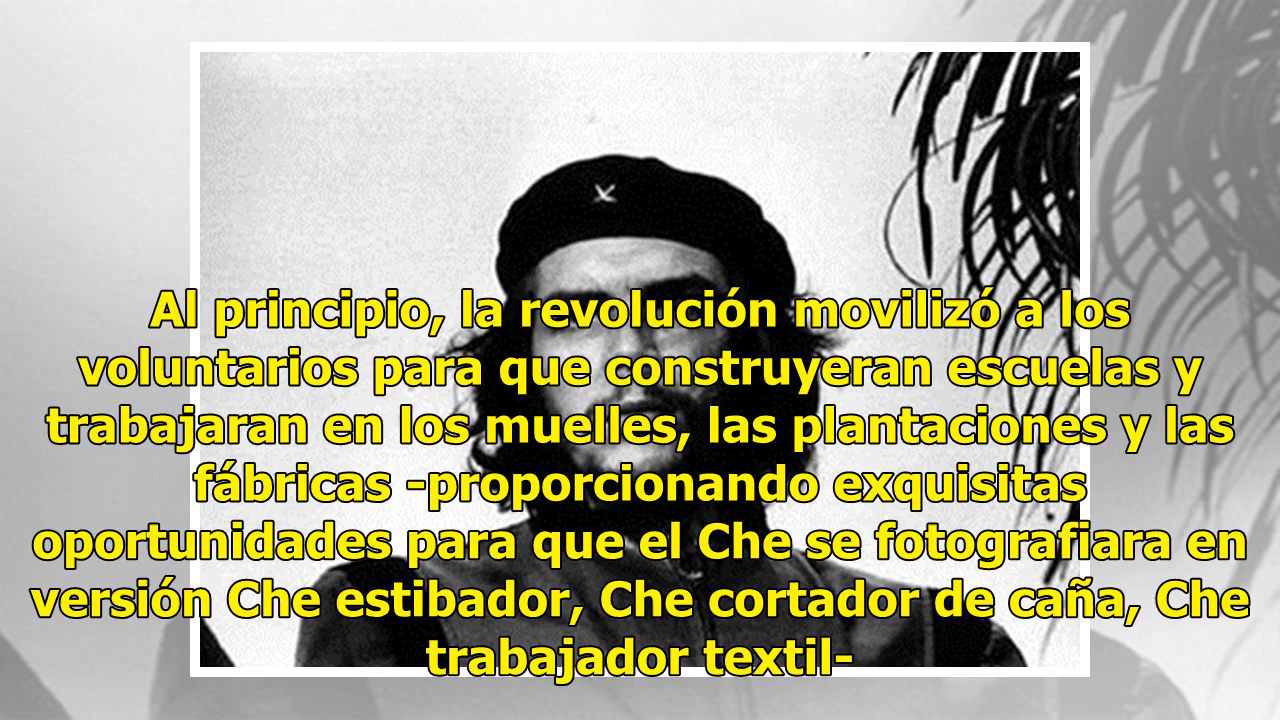 Al principio, la revolución movilizó a los
voluntarios para que construyeran escuelas y
trabajaran en los muelles, las plantaciones y las
fábricas -proporcionando exquisitas
oportunidades para que el Che se fotografiara en
versión Che estibador, Che cortador de caña, Che
trabajador textil-